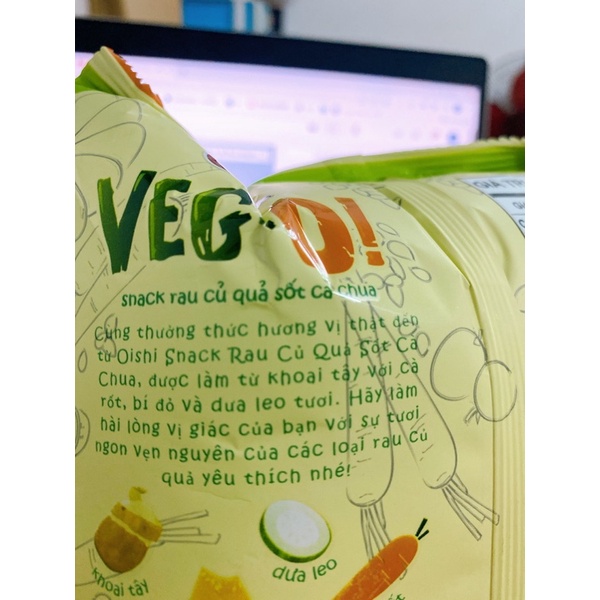 VEG·O!
snack rau củ quả sốt cà chua
Cùng thưởng thức hương vị thật đến
từ Oishi Snack Rau Củ Quả Sốt Cà
Chua, được làm từ khoai tây với cà
rốt, bí đỏ và dưa leo tươi. Hãy làm
hài lòng vị giác của bạn với sự tươi
ngon vẹn nguyên của các loại rau củ
quả yêu thích nhé!
khoai tây
dưa leo
GIÁ